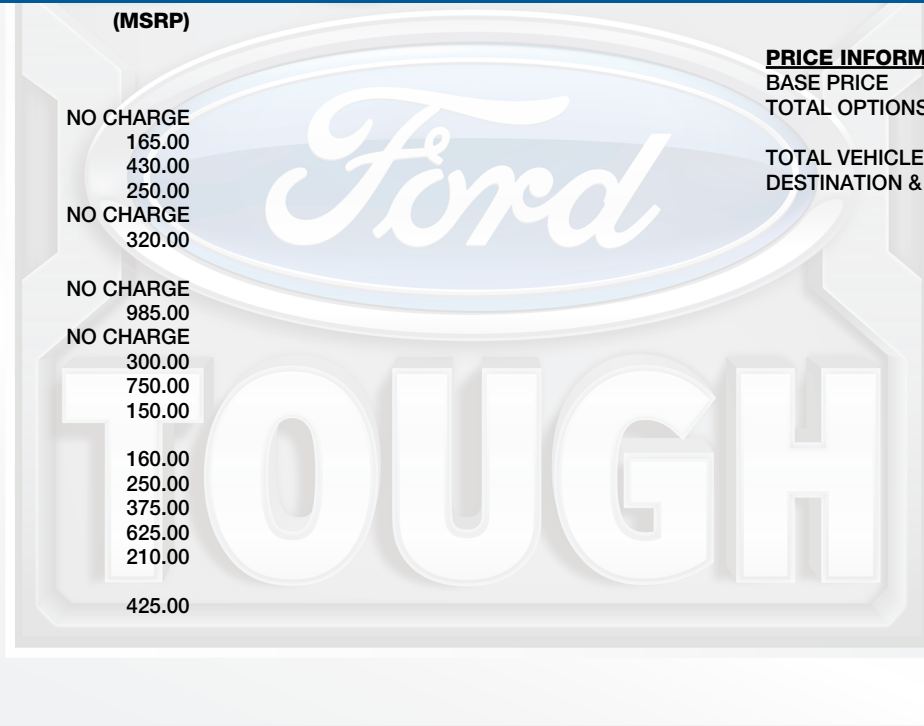 (MSRP)
NO CHARGE
165.00
430.00
250.00
NO CHARGE
320.00
NO CHARGE
985.00
NO CHARGE
300.00
750.00
150.00
160.00
250.00
375.00
625.00
210.00
425.00
PRICE INFORM
BASE PRICE
TOTAL OPTIONS
TOTAL VEHICLE
DESTINATION &
Ford
TOUGH